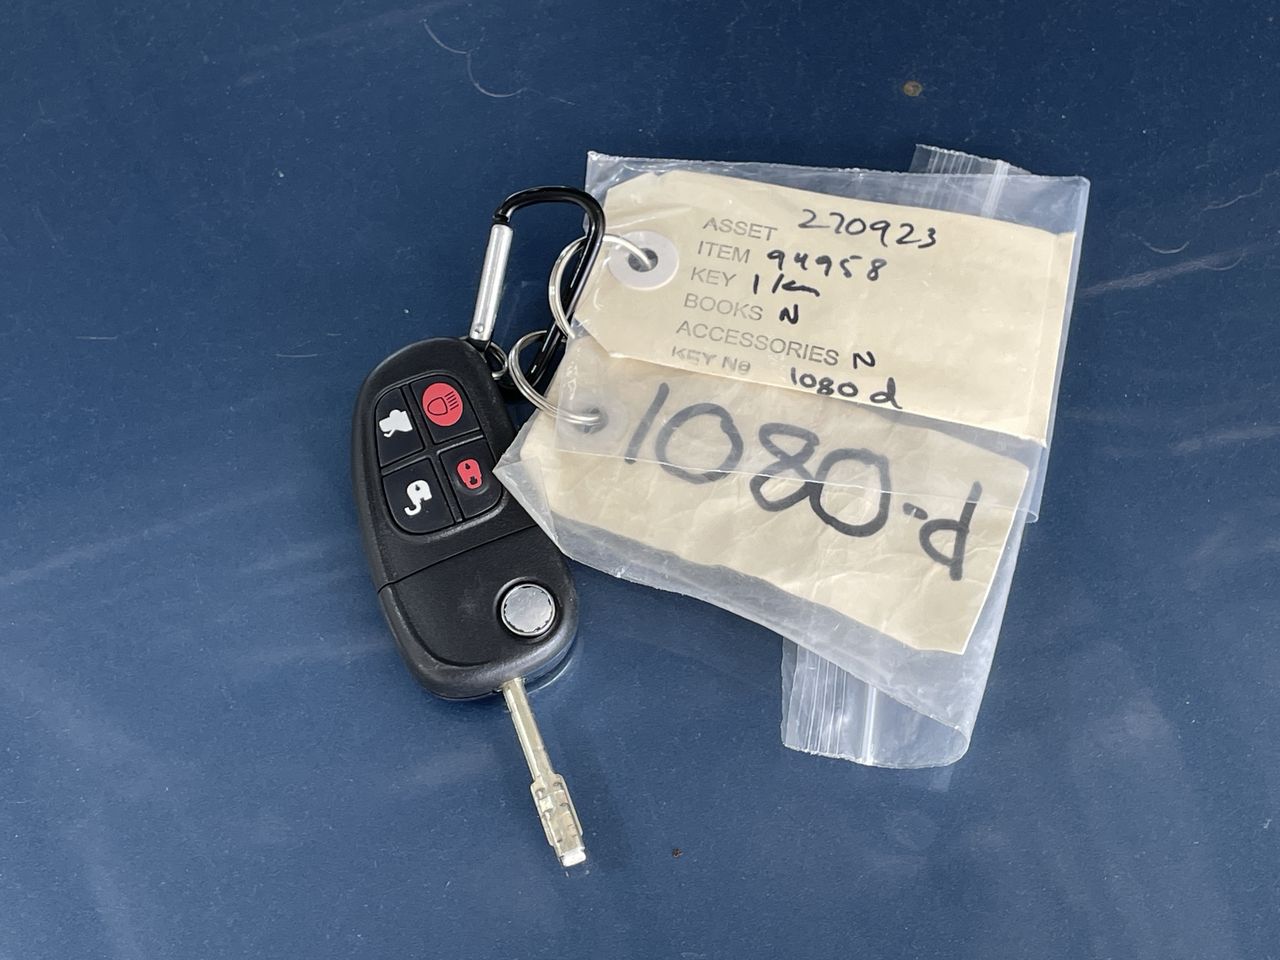 ASSET 270923
ITEM 94958
KEY 1
BOOKS N
ACCESSORIES N
KEY No 1080 d
1080-d